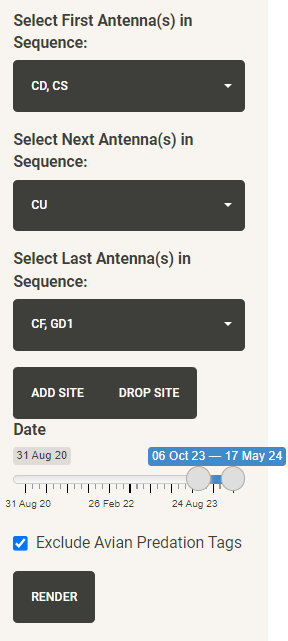 Select First Antenna(s) in
Sequence:
CD, CS
Select Next Antenna(s) in
Sequence:
CU
Select Last Antenna(s) in
Sequence:
CF, GD1
ADD SITE DROP SITE
Date
31 Aug 20 06 Oct 23 — 17 May 24
31 Aug 20 26 Feb 22 24 Aug 23
Exclude Avian Predation Tags
RENDER